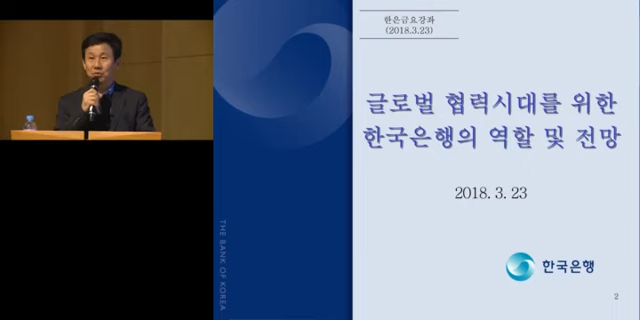 한은금요강좌
(2018.3.23)
글로벌 협력시대를 위한
한국은행의 역할 및 전망
2018. 3. 23
THE BANK OF KOREA
한국은행
2